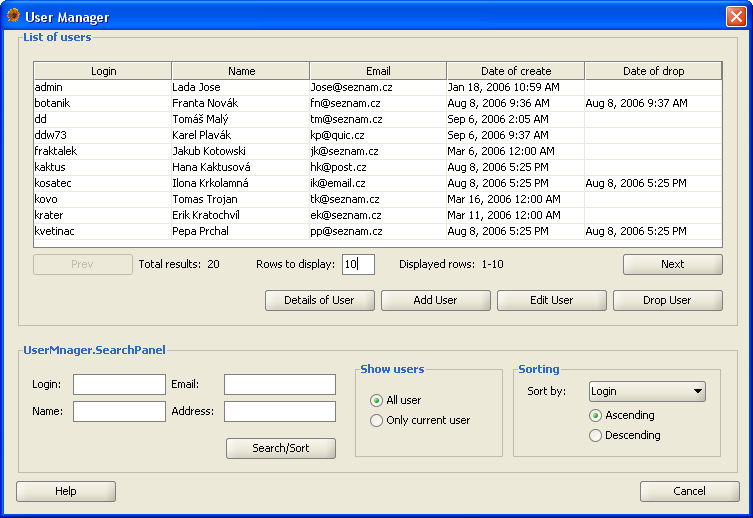 User Manager
List of users
Login Name Email Date of create Date of drop
admin Lada Jose Jose@seznam.cz Jan 18, 2006 10:59 AM
botanik Franta Novák fn@seznam.cz Aug 8, 2006 9:36 AM Aug 8, 2006 9:37 AM
dd Tomáš Malý tm@seznam.cz Sep 6, 2006 2:05 AM
ddw73 Karel Plavák kp@quic.cz Sep 6, 2006 9:37 AM
fraktalek Jakub Kotowski jk@seznam.cz Mar 6, 2006 12:00 AM
kaktus Hana Kaktusová hk@post.cz Aug 8, 2006 5:25 PM
kosatec Ilona Krkolamná ik@email.cz Aug 8, 2006 5:25 PM Aug 8, 2006 5:25 PM
kovo Tomas Trojan tk@seznam.cz Mar 16, 2006 12:00 AM
krater Erik Kratochvíl ek@seznam.cz Mar 11, 2006 12:00 AM
kvetinac Pepa Prchal pp@seznam.cz Aug 8, 2006 5:25 PM Aug 8, 2006 5:25 PM
Prev Total results: 20 Rows to display: 10 Displayed rows: 1-10 Next
Details of User Add User Edit User Drop User
UserMnager.SearchPanel
Login: Email:
Name: Address:
Search/Sort
Show users
All user
Only current user
Sorting
Sort by: Login
Ascending
Descending
Help Cancel